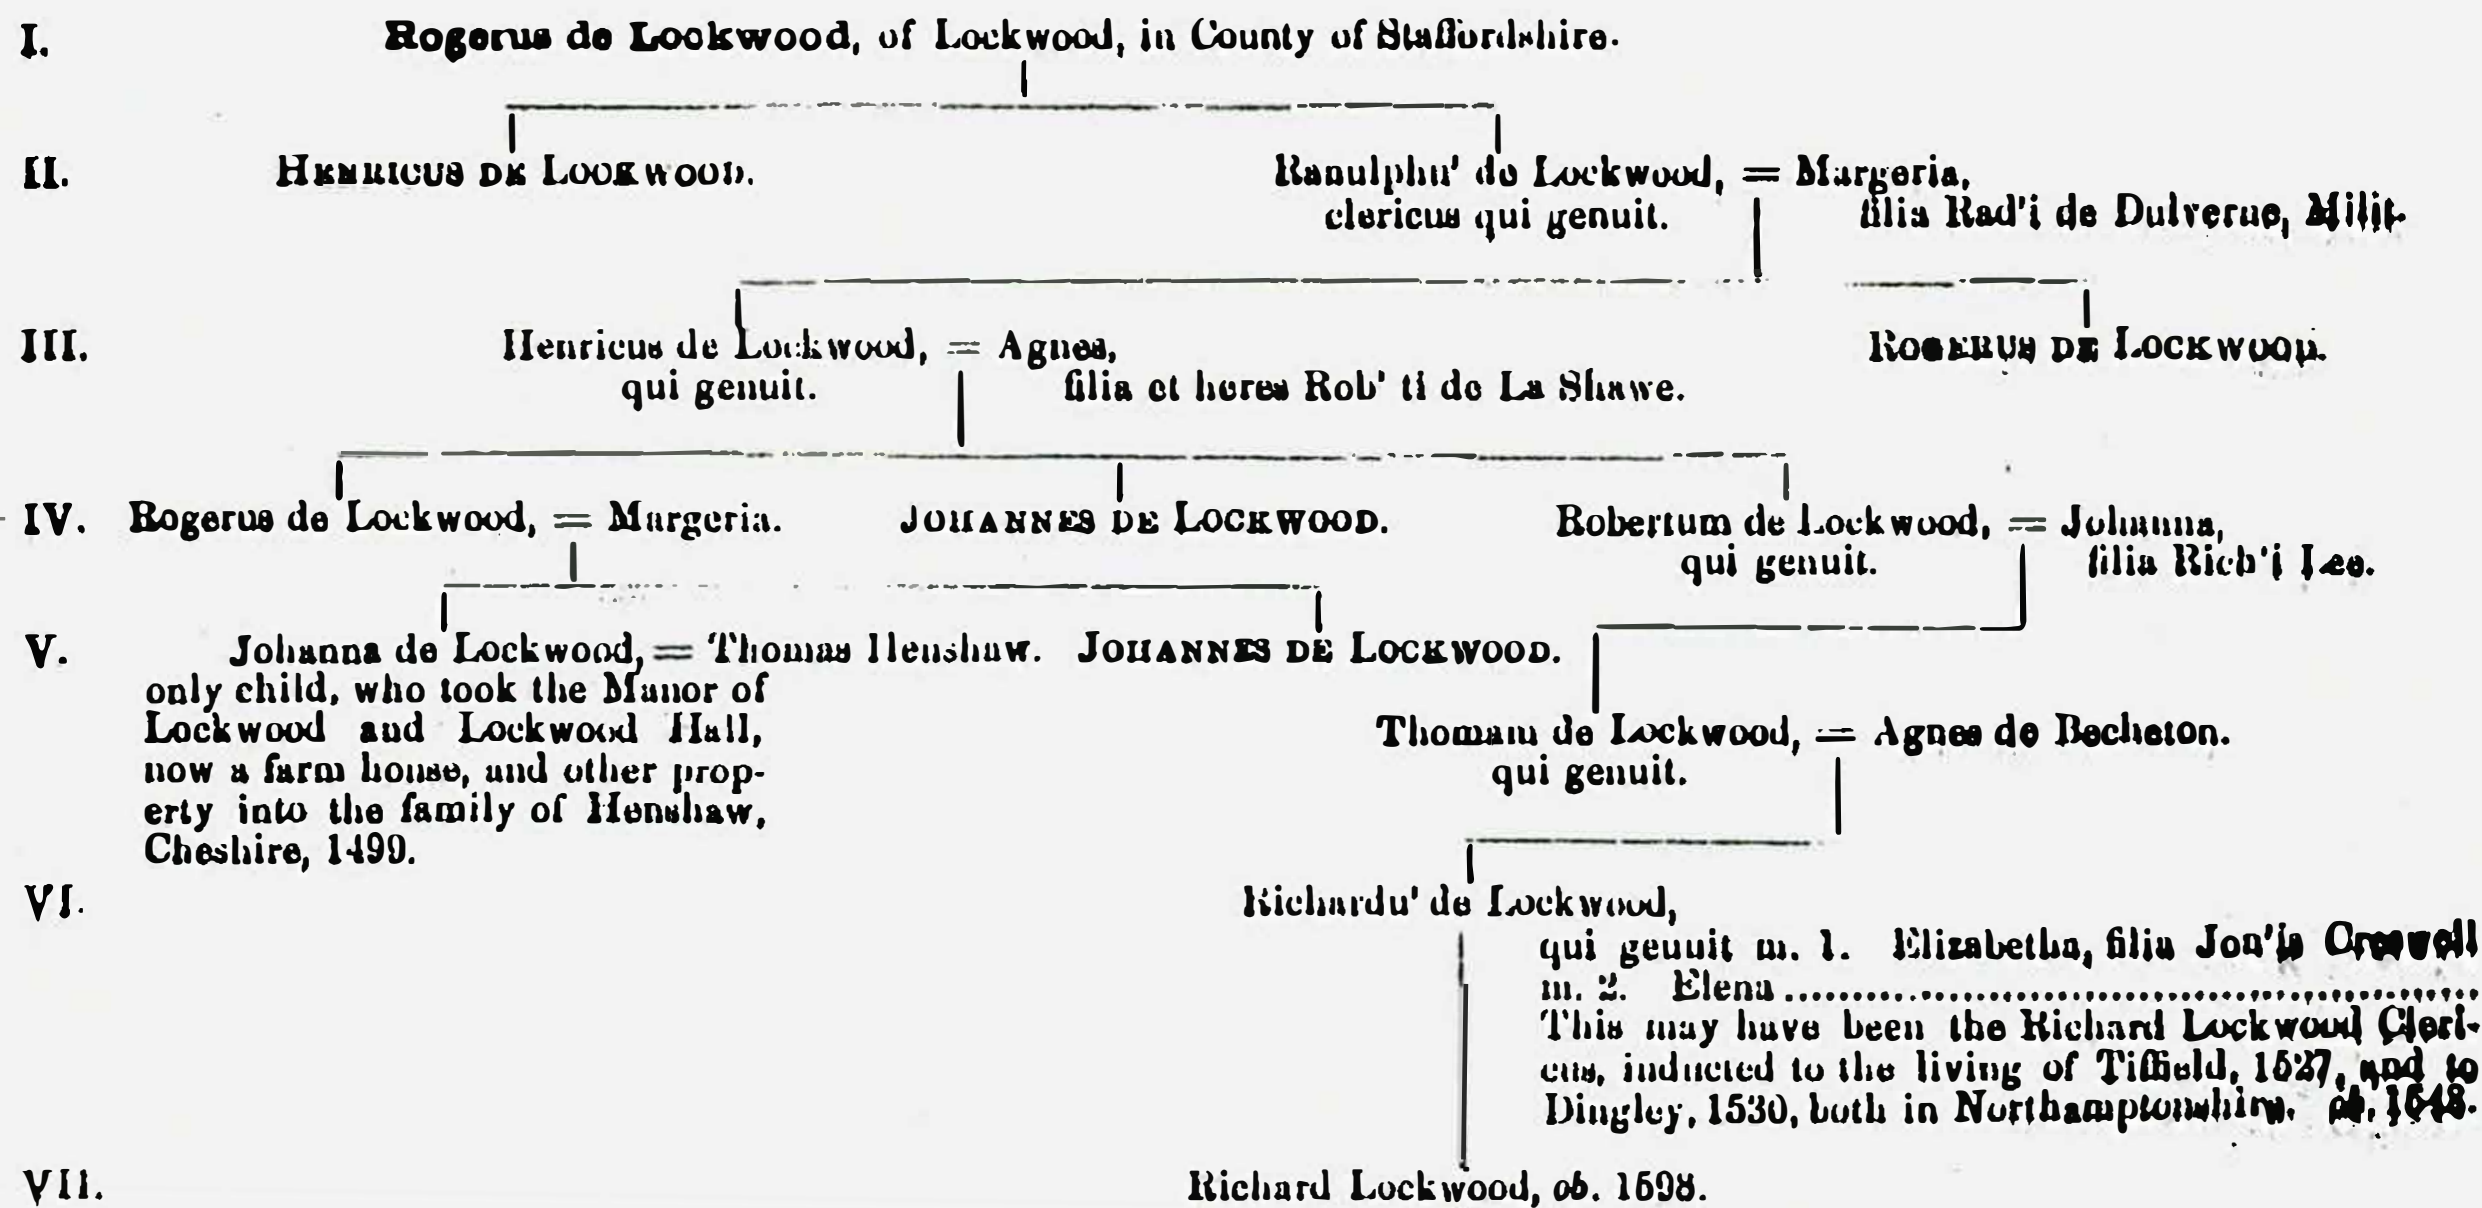 I. Rogerus de Lockwood, of Lockwood, in County of Staffordshire.
II. HENRICUS DE LOCKWOOD. Ranulphu' de Lockwood, = Margeria,
clericus qui genuit. filia Rad'i de Dulverne, Milit.
III. Henricus de Lockwood, = Agnes, ROGERUS DE LOCKWOOD.
qui genuit. filia et heres Rob' ti de La Shawe.
IV. Rogerus de Lockwood, = Margeria. JOHANNES DE LOCKWOOD. Robertum de Lockwood, = Johanna,
qui genuit. filia Rich'i Lee.
V. Johanna de Lockwood, = Thomas Henshaw. JOHANNES DE LOCKWOOD.
only child, who took the Manor of
Lockwood and Lockwood Hall,
now a farm house, and other prop-
erty into the family of Henshaw,
Cheshire, 1499.
Thomam de Lockwood, = Agnes de Becheton.
qui genuit.
VI. Richardu' de Lockwood,
qui genuit m. 1. Elizabetha, filia Jon'is Creswell
m. 2. Elena ..................................................
This may have been the Richard Lockwood Cleri-
cus, inducted to the living of Tiffield, 1527, and to
Dingley, 1530, both in Northamptonshire. ob. 1548.
VII. Richard Lockwood, ob. 1598.